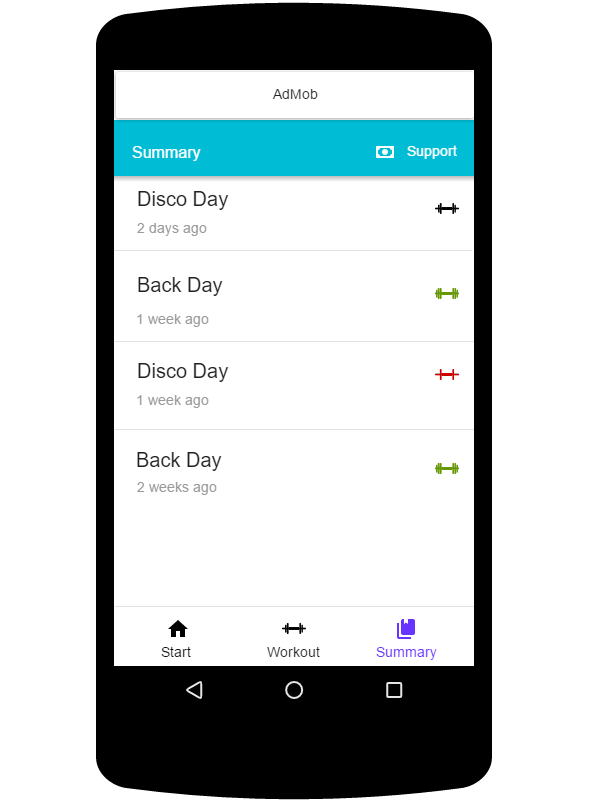 AdMob
Summary
Support
Disco Day
2 days ago
Back Day
1 week ago
Disco Day
1 week ago
Back Day
2 weeks ago
Start
Workout
Summary